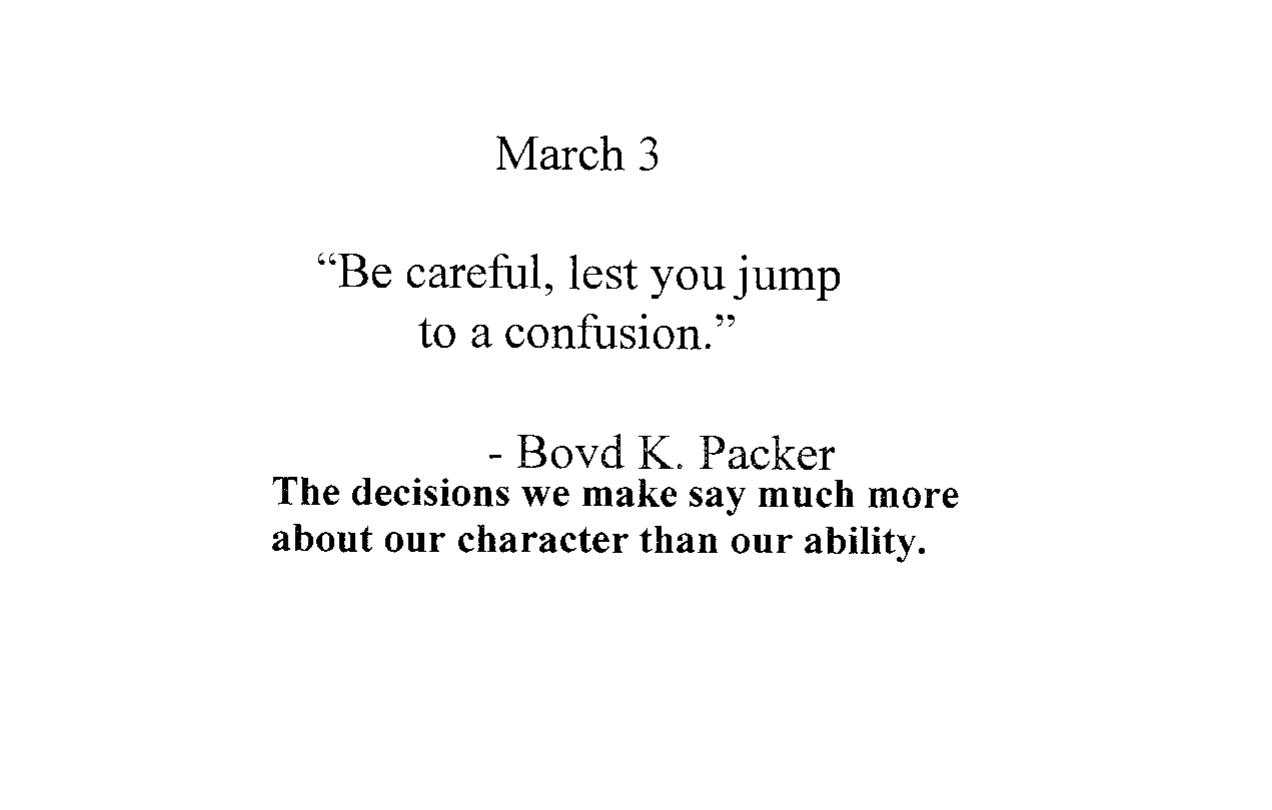 March 3
“Be careful, lest you jump
to a confusion.”
- Boyd K. Packer
The decisions we make say much more
about our character than our ability.